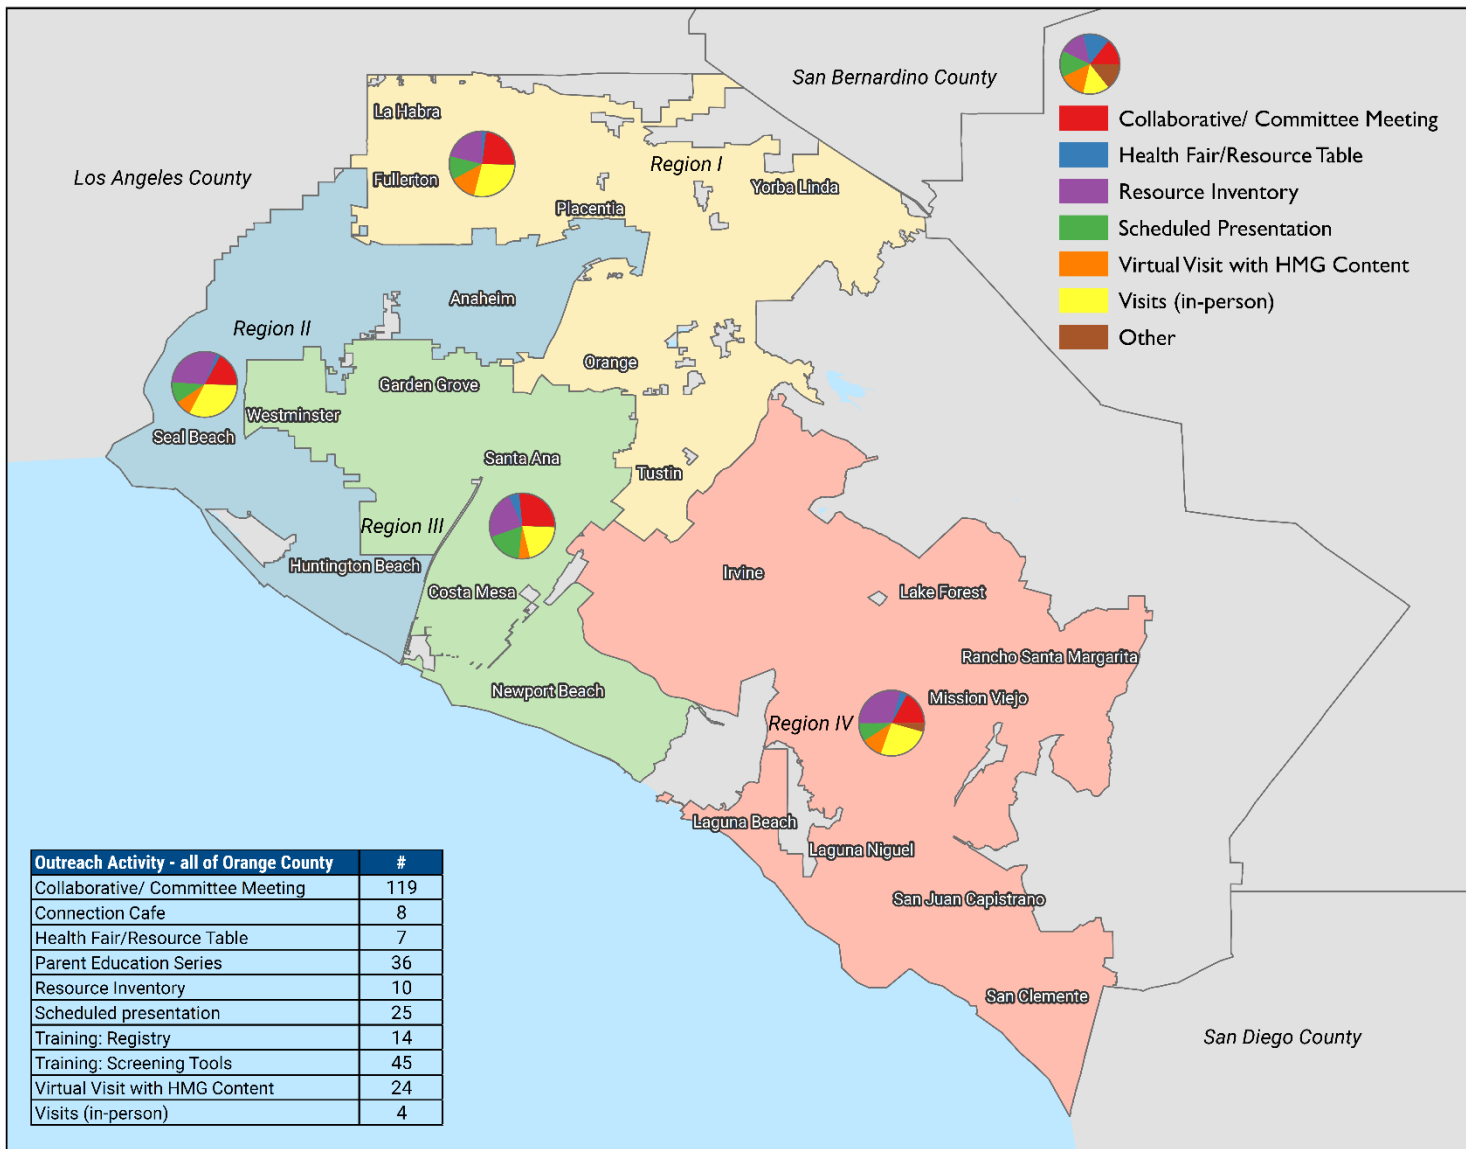 San Bernardino County
Collaborative/ Committee Meeting
Health Fair/Resource Table
Resource Inventory
Scheduled Presentation
Virtual Visit with HMG Content
Visits (in-person)
Other
Los Angeles County
La Habra
Fullerton
Region I
Placentia
Yorba Linda
Anaheim
Region II
Orange
Garden Grove
Westminster
Seal Beach
Santa Ana
Tustin
Region III
Huntington Beach
Costa Mesa
Irvine
Lake Forest
Rancho Santa Margarita
Newport Beach
Mission Viejo
Region IV
Laguna Beach
Laguna Niguel
San Juan Capistrano
San Clemente
San Diego County
Outreach Activity - all of Orange County #
Collaborative/ Committee Meeting 119
Connection Cafe 8
Health Fair/Resource Table 7
Parent Education Series 36
Resource Inventory 10
Scheduled presentation 25
Training: Registry 14
Training: Screening Tools 45
Virtual Visit with HMG Content 24
Visits (in-person) 4